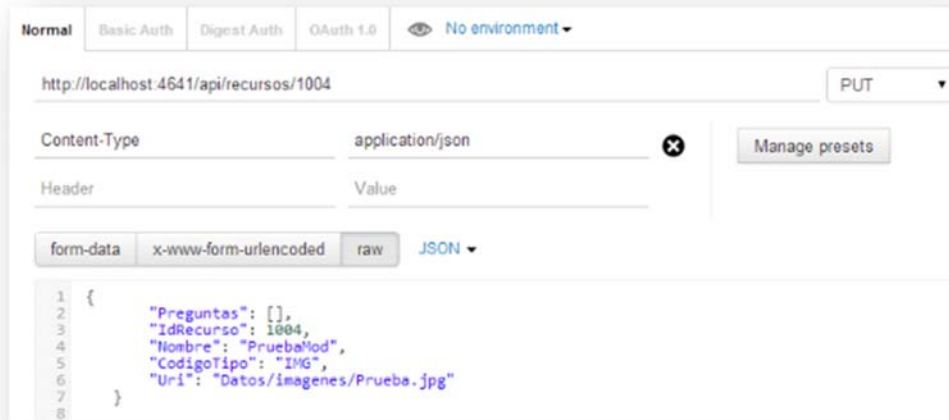 Normal Basic Auth Digest Auth OAuth 1.0 No environment
http://localhost:4641/api/recursos/1004 PUT
Content-Type application/json Manage presets
Header Value
form-data x-www-form-urlencoded raw JSON
1 {
2 "Preguntas": [],
3 "IdRecurso": 1004,
4 "Nombre": "PruebaMod",
5 "CodigoTipo": "IMG",
6 "Uri": "Datos/imagenes/Prueba.jpg"
7 }
8